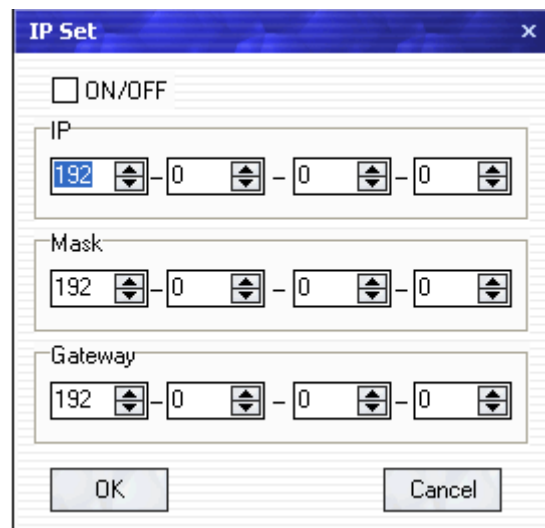 IP Set
ON/OFF
IP
192 – 0 – 0 – 0
Mask
192 – 0 – 0 – 0
Gateway
192 – 0 – 0 – 0
OK Cancel